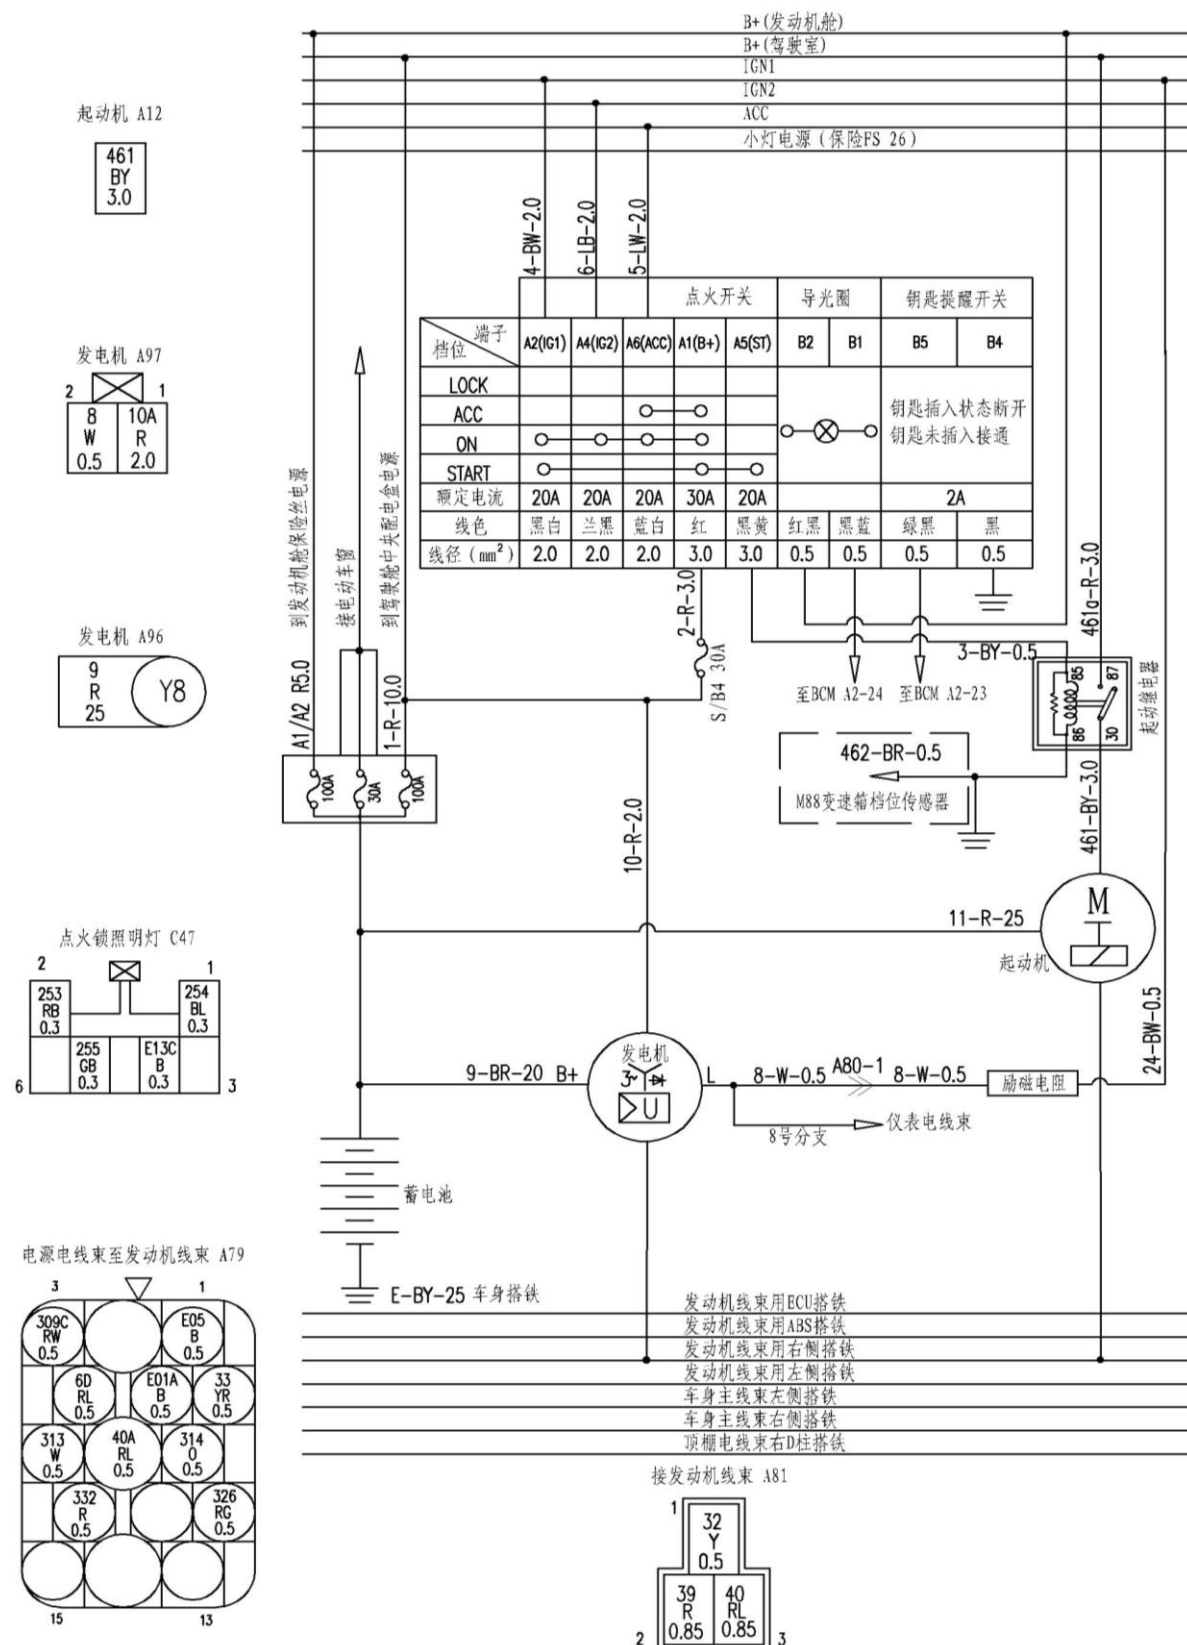 B+(发动机舱)
B+(驾驶室)
IGN1
IGN2
ACC
小灯电源（保险FS 26）
起动机 A12
461
BY
3.0
4-BW-2.0
6-LB-2.0
5-LW-2.0
点火开关 导光圈 钥匙提醒开关
端子
档位
A2(IG1) A4(IG2) A6(ACC) A1(B+) A5(ST) B2 B1 B5 B4
LOCK
ACC
ON
START
钥匙插入状态断开
钥匙未插入接通
额定电流 20A 20A 20A 30A 20A 2A
线色 黑白 兰黑 蓝白 红 黑黄 红黑 黑蓝 绿黑 黑
线径（mm²） 2.0 2.0 2.0 3.0 3.0 0.5 0.5 0.5 0.5
发电机 A97
2 1
8 10A
W R
0.5 2.0
到发动机舱保险丝电源
接电动车窗
到驾驶舱中央配电盒电源
A1/A2 R5.0
1-R-10.0
100A
30A
100A
2-R-3.0
S/B4 30A
3-BY-0.5
461a-R-3.0
至BCM A2-24
至BCM A2-23
85
87
86
30
起动继电器
462-BR-0.5
M88变速箱档位传感器
461-BY-3.0
发电机 A96
9
R
25
Y8
10-R-2.0
11-R-25
M
起动机
24-BW-0.5
点火锁照明灯 C47
2 1
253
RB
0.3
254
BL
0.3
255
GB
0.3
E13C
B
0.3
6 3
9-BR-20 B+
发电机
3~
U
L
8-W-0.5
A80-1
8-W-0.5
励磁电阻
8号分支
仪表电线束
蓄电池
E-BY-25 车身搭铁
电源电线束至发动机线束 A79
3 1
309C
RW
0.5
E05
B
0.5
6D
RL
0.5
E01A
B
0.5
33
YR
0.5
313
W
0.5
40A
RL
0.5
314
O
0.5
332
R
0.5
326
RG
0.5
15 13
发动机线束用ECU搭铁
发动机线束用ABS搭铁
发动机线束用右侧搭铁
发动机线束用左侧搭铁
车身主线束左侧搭铁
车身主线束右侧搭铁
顶棚电线束右D柱搭铁
接发动机线束 A81
1
32
Y
0.5
39
R
0.85
40
RL
0.85
2 3